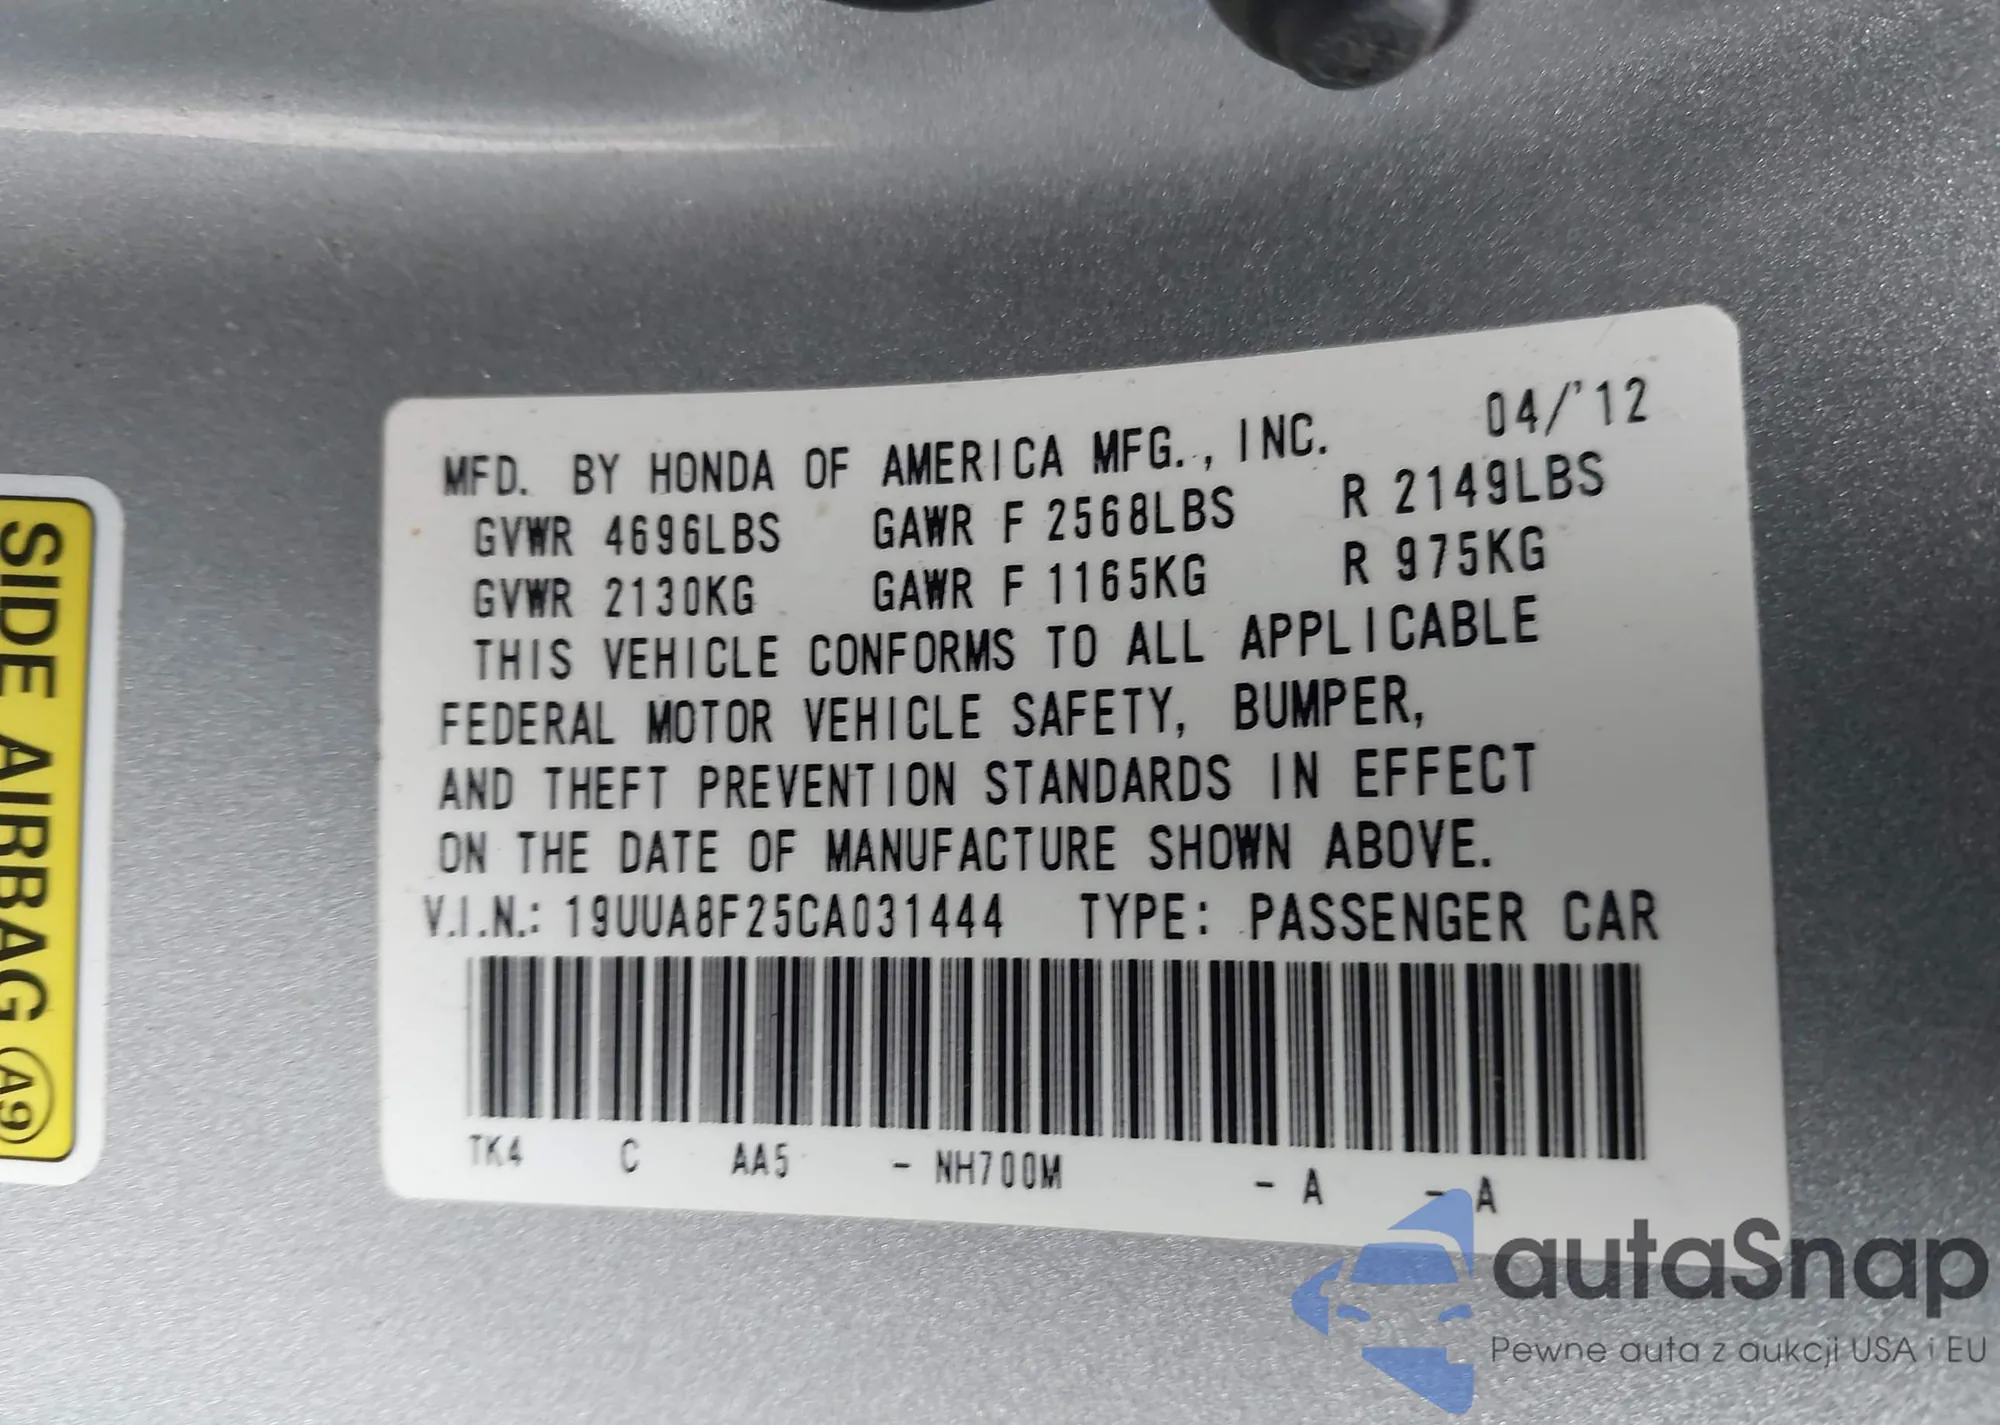 MFD. BY HONDA OF AMERICA MFG., INC. 04/'12
GVWR 4696LBS GAWR F 2568LBS R 2149LBS
GVWR 2130KG GAWR F 1165KG R 975KG
THIS VEHICLE CONFORMS TO ALL APPLICABLE
FEDERAL MOTOR VEHICLE SAFETY, BUMPER,
AND THEFT PREVENTION STANDARDS IN EFFECT
ON THE DATE OF MANUFACTURE SHOWN ABOVE.
V.I.N.: 19UUA8F25CA031444 TYPE: PASSENGER CAR
TK4 C AA5 - NH700M - A - A
SIDE AIRBAG A9
autaSnap
Pewne auta z aukcji USA i EU